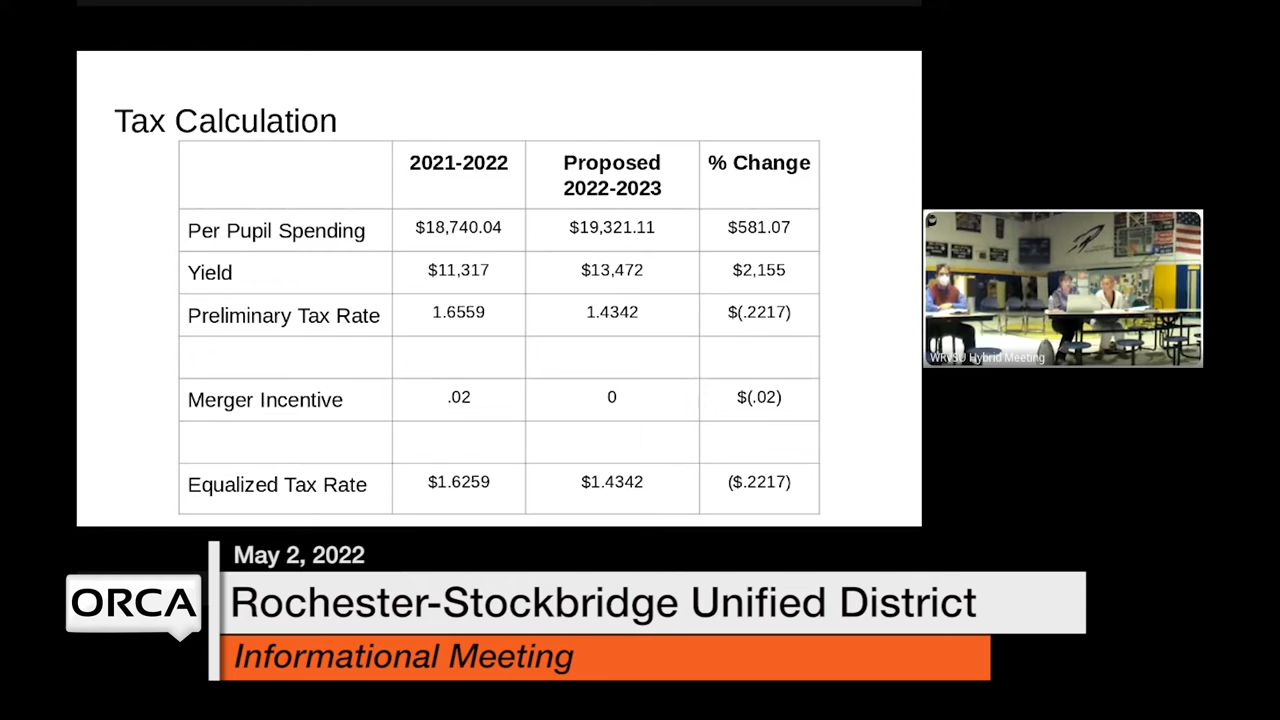 Tax Calculation
2021-2022 Proposed 2022-2023 % Change
Per Pupil Spending $18,740.04 $19,321.11 $581.07
Yield $11,317 $13,472 $2,155
Preliminary Tax Rate 1.6559 1.4342 $(.2217)
Merger Incentive .02 0 $(.02)
Equalized Tax Rate $1.6259 $1.4342 ($.2217)
WRVSU Hybrid Meeting
May 2, 2022
ORCA
Rochester-Stockbridge Unified District
Informational Meeting